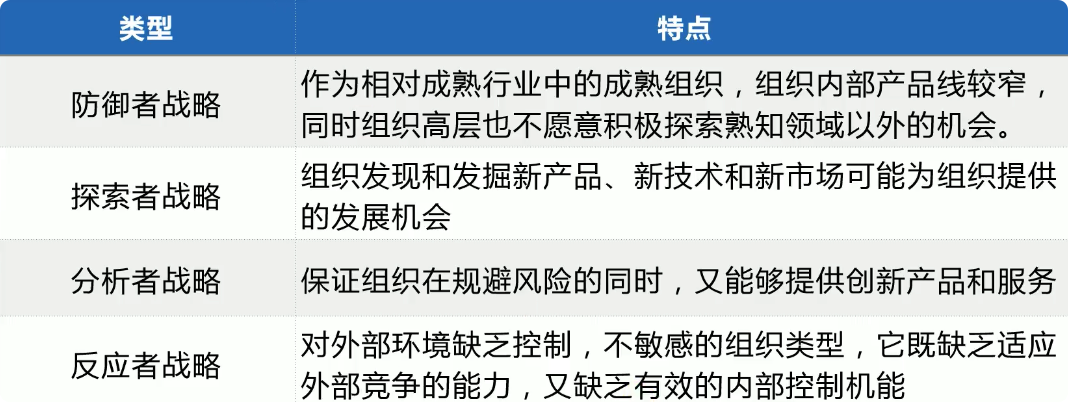 类型
特点
防御者战略
作为相对成熟行业中的成熟组织，组织内部产品线较窄，
同时组织高层也不愿意积极探索熟知领域以外的机会。
探索者战略
组织发现和发掘新产品、新技术和新市场可能为组织提供
的发展机会
分析者战略
保证组织在规避风险的同时，又能够提供创新产品和服务
反应者战略
对外部环境缺乏控制，不敏感的组织类型，它既缺乏适应
外部竞争的能力，又缺乏有效的内部控制机能